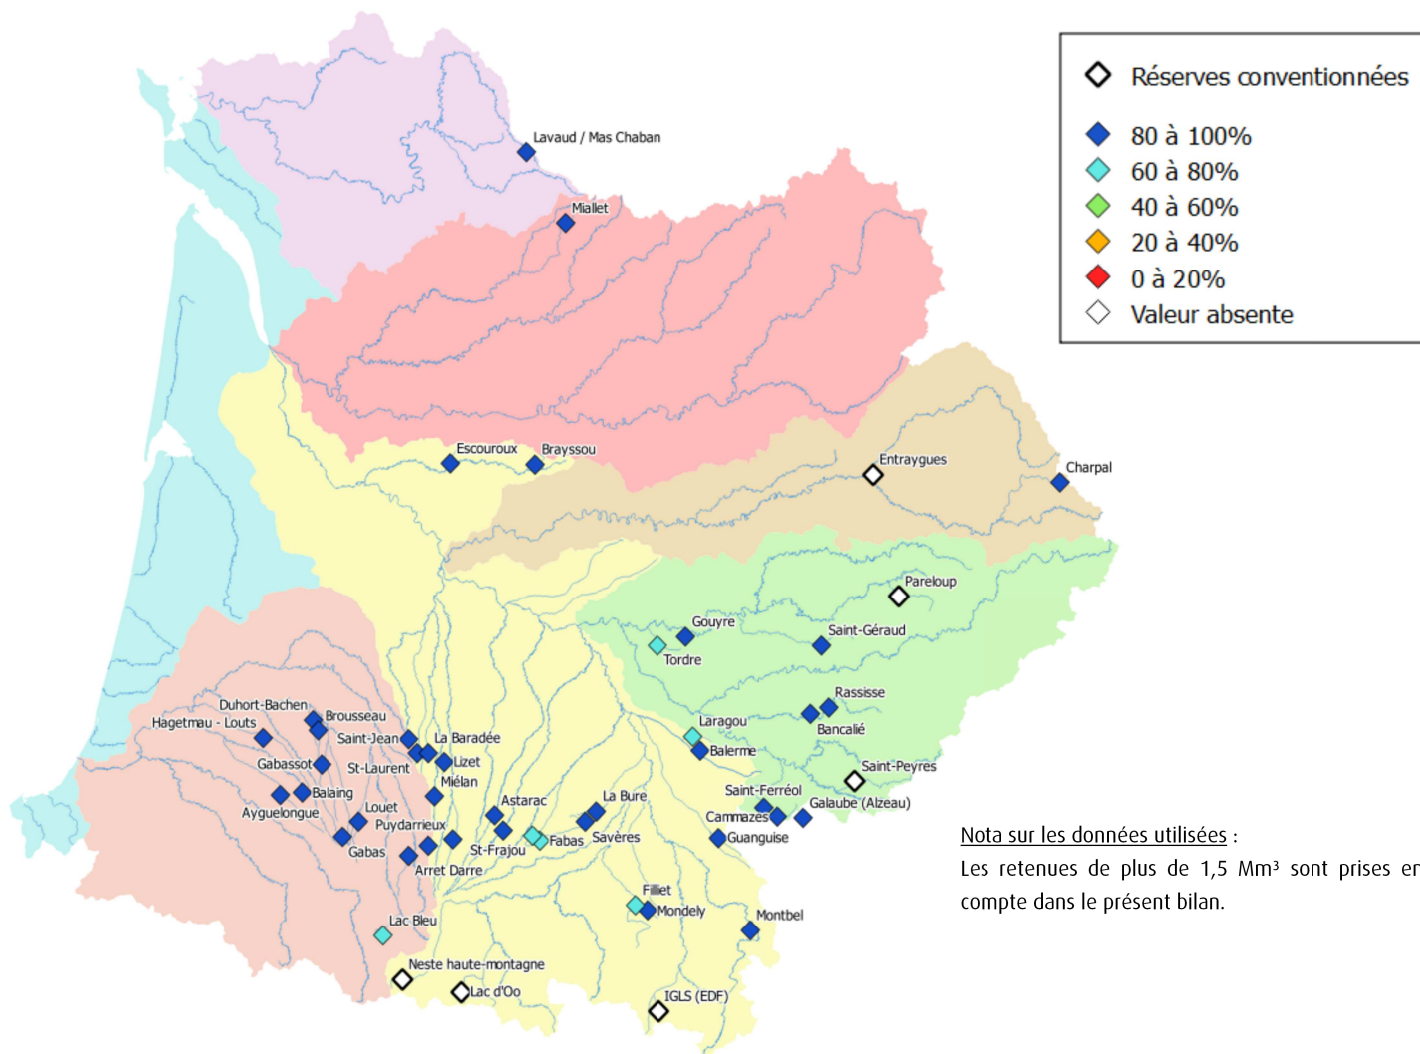 Réserves conventionnées
80 à 100%
60 à 80%
40 à 60%
20 à 40%
0 à 20%
Valeur absente
Lavaud / Mas Chaban
Miallet
Escouroux
Brayssou
Entraygues
Charpal
Pareloup
Gouyre
Saint-Géraud
Tordre
Rassisse
Bancalié
Laragou
Balerme
Duhort-Bachen
Brousseau
Hagetmau - Louts
Saint-Jean
La Baradée
Gabassot
St-Laurent
Lizet
Miélan
Balaing
Ayguelongue
Louet
Puydarrieux
Gabas
Arret Darre
Astarac
St-Frajou
Fabas
La Bure
Savères
Saint-Peyres
Saint-Ferréol
Galaube (Alzeau)
Cammazes
Guanguise
Filliet
Mondely
Montbel
Lac Bleu
Neste haute-montagne
Lac d'Oo
IGLS (EDF)
Nota sur les données utilisées :
Les retenues de plus de 1,5 Mm³ sont prises en
compte dans le présent bilan.